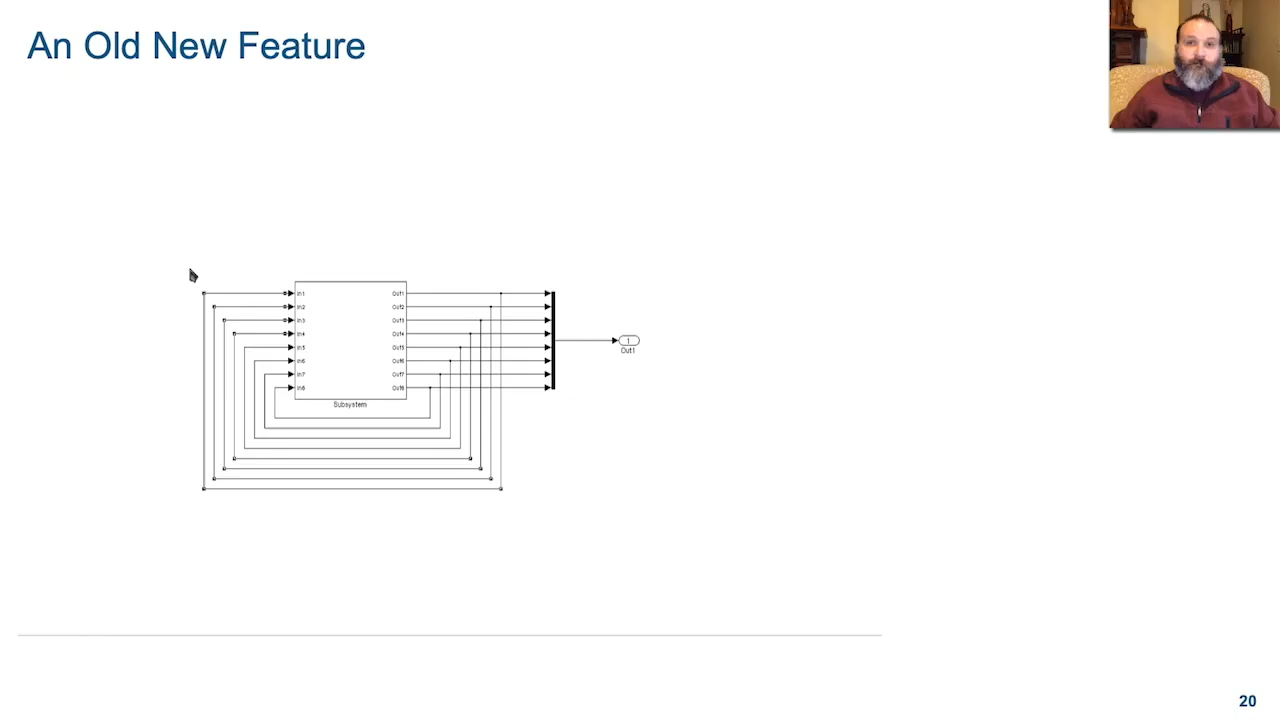 An Old New Feature
In1 Out1
In2 Out2
In3 Out3
In4 Out4
In5 Out5
In6 Out6
In7 Out7
In8 Out8
Subsystem
1
Out1
20